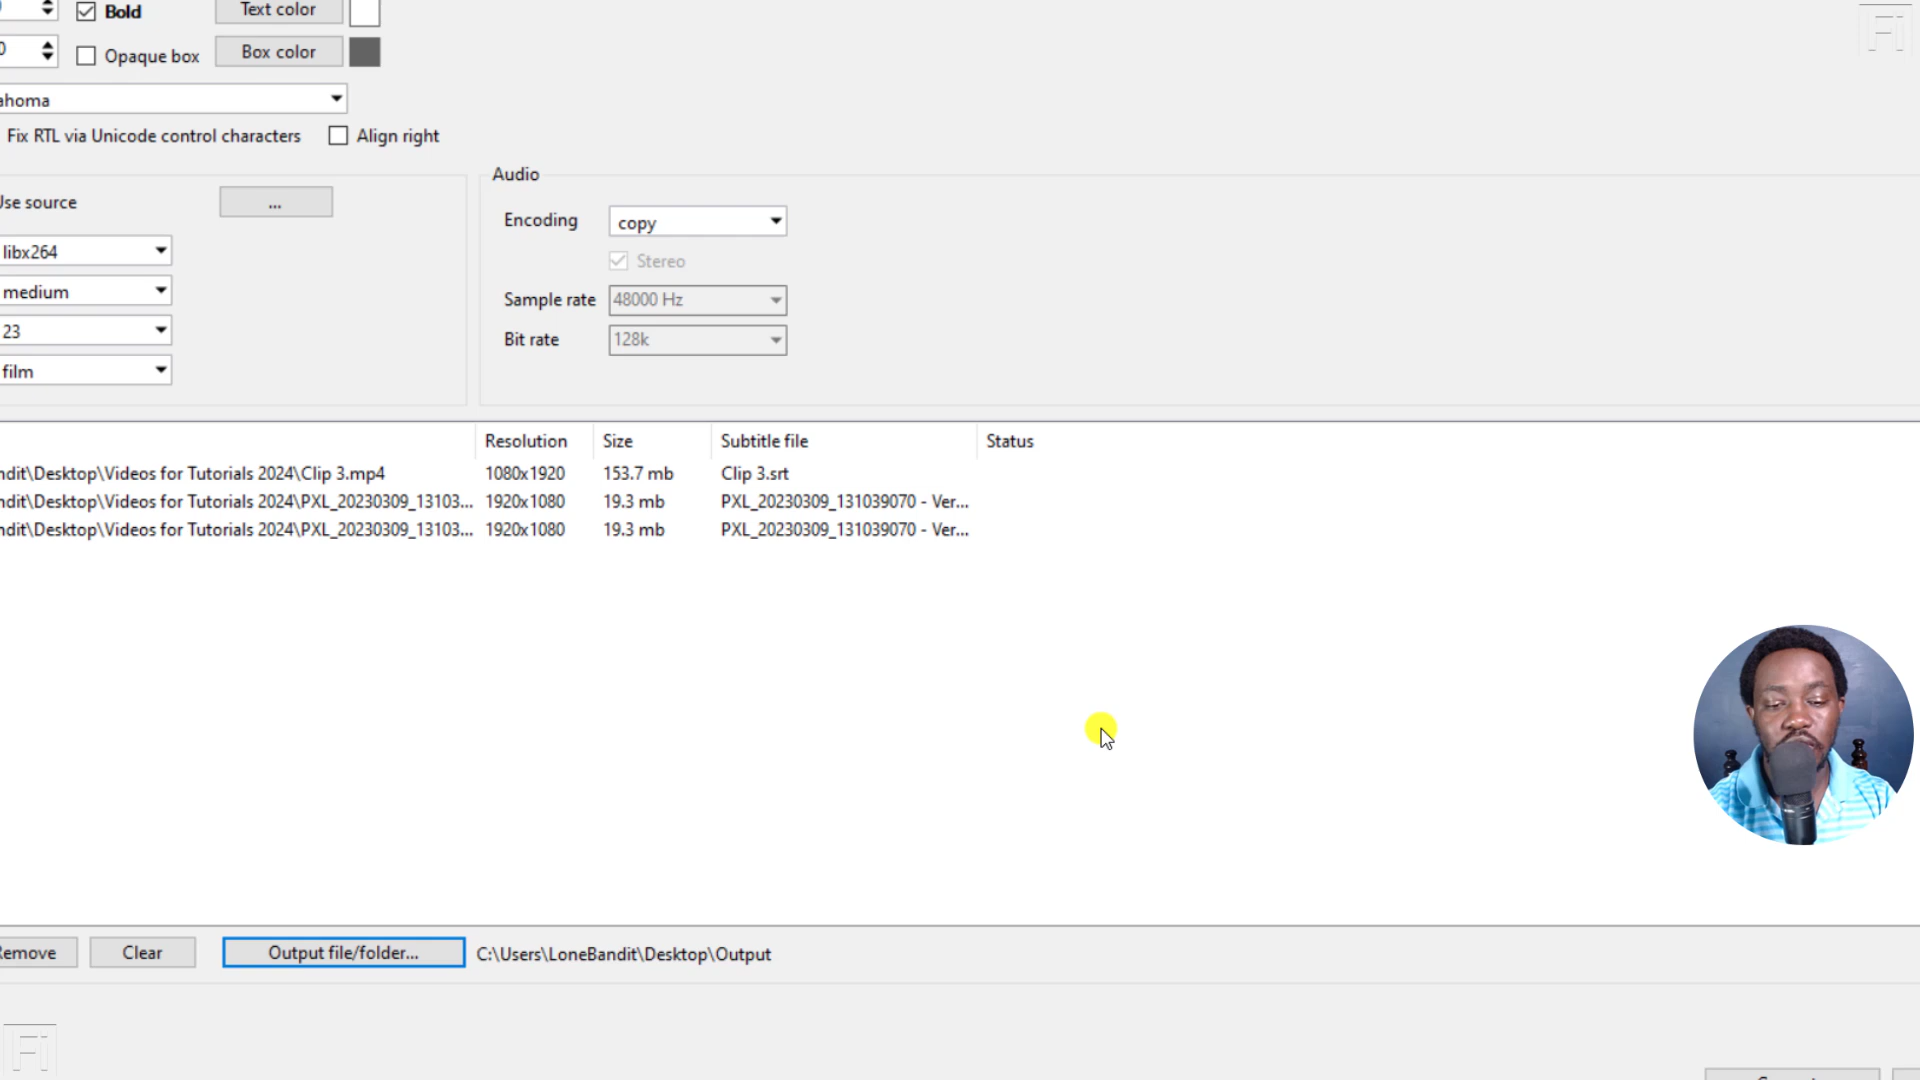 Bold
Text color
0
Opaque box
Box color
ahoma
Fix RTL via Unicode control characters
Align right
Audio
Use source
...
Encoding
copy
libx264
Stereo
medium
Sample rate
48000 Hz
23
Bit rate
128k
film
Resolution
Size
Subtitle file
Status
ndit\Desktop\Videos for Tutorials 2024\Clip 3.mp4
1080x1920
153.7 mb
Clip 3.srt
ndit\Desktop\Videos for Tutorials 2024\PXL_20230309_13103...
1920x1080
19.3 mb
PXL_20230309_131039070 - Ver...
ndit\Desktop\Videos for Tutorials 2024\PXL_20230309_13103...
1920x1080
19.3 mb
PXL_20230309_131039070 - Ver...
Remove
Clear
Output file/folder...
C:\Users\LoneBandit\Desktop\Output
Fi
Fi